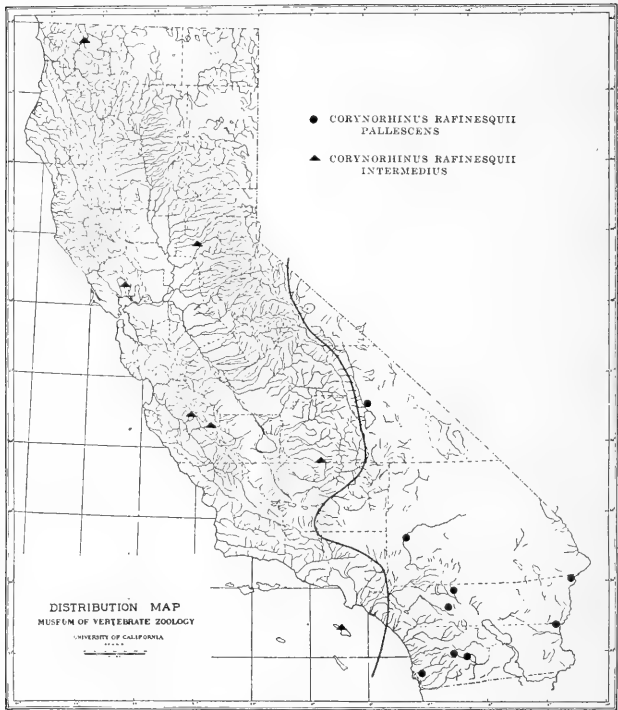 ● CORYNORHINUS RAFINESQUII
PALLESCENS
▲ CORYNORHINUS RAFINESQUII
INTERMEDIUS
DISTRIBUTION MAP
MUSEUM OF VERTEBRATE ZOOLOGY
UNIVERSITY OF CALIFORNIA